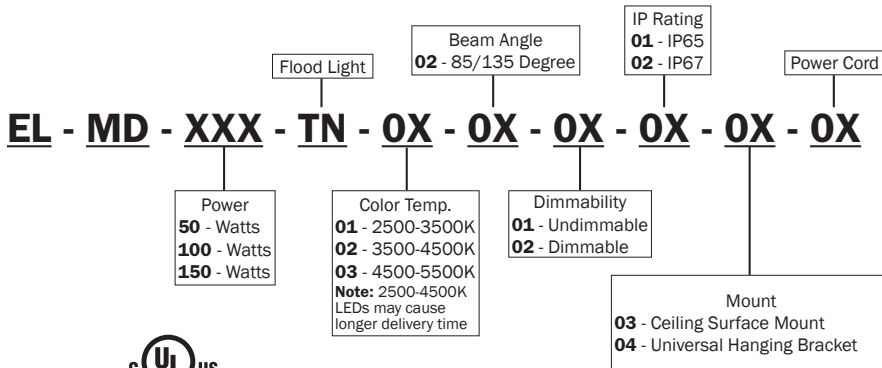 Flood Light
Beam Angle
02 - 85/135 Degree
IP Rating
01 - IP65
02 - IP67
Power Cord
EL - MD - XXX - TN - 0X - 0X - 0X - 0X - 0X - 0X
Power
50 - Watts
100 - Watts
150 - Watts
Color Temp.
01 - 2500-3500K
02 - 3500-4500K
03 - 4500-5500K
Note: 2500-4500K
LEDs may cause
longer delivery time
Dimmability
01 - Undimmable
02 - Dimmable
Mount
03 - Ceiling Surface Mount
04 - Universal Hanging Bracket
c UL us